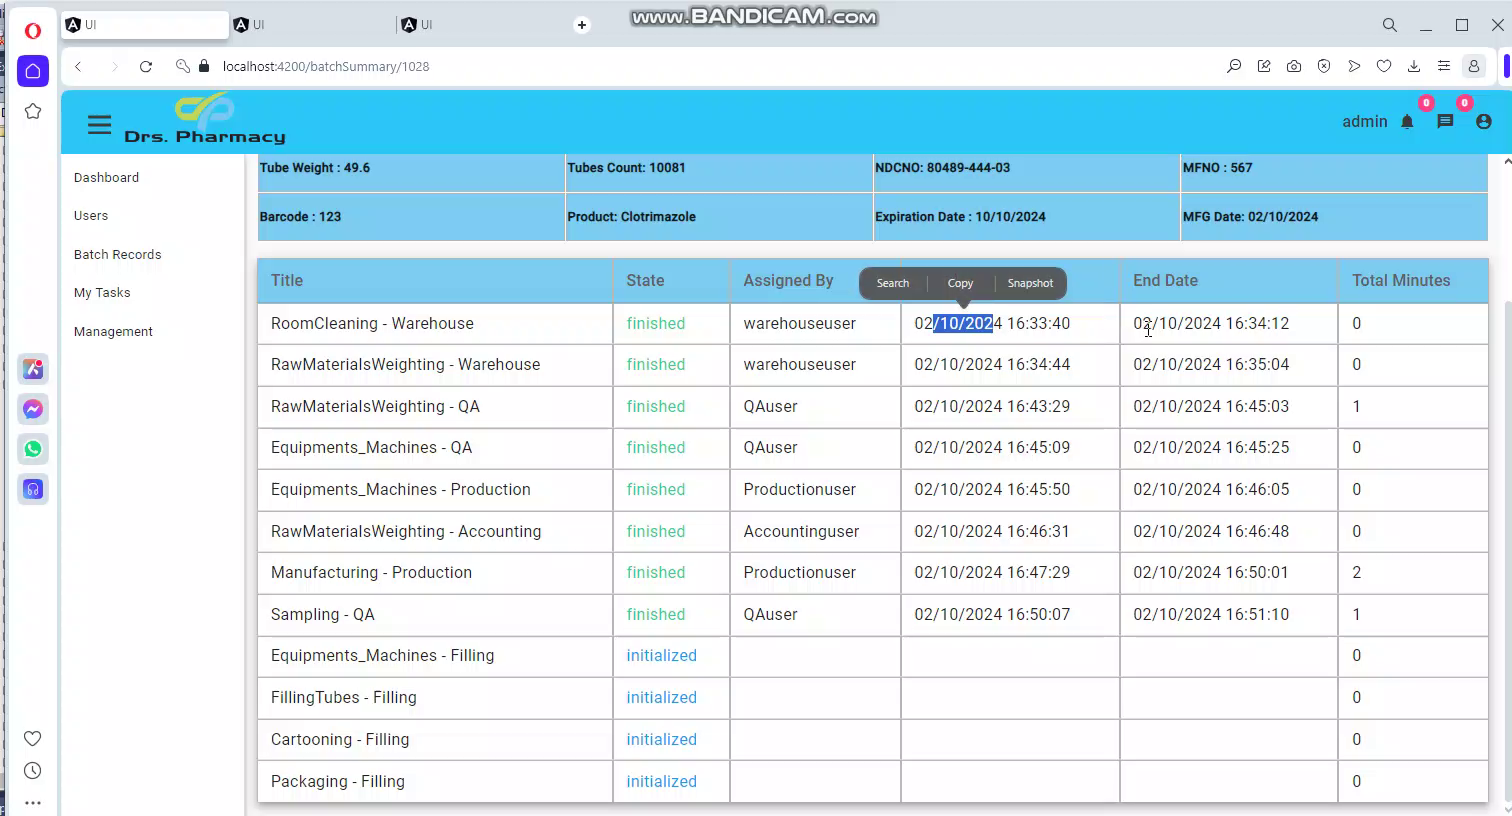 UI
UI
UI
www.BANDICAM.com
localhost:4200/batchSummary/1028
Drs. Pharmacy
admin
0
0
Dashboard
Users
Batch Records
My Tasks
Management
Tube Weight : 49.6 Tubes Count: 10081 NDCNO: 80489-444-03 MFNO : 567
Barcode : 123 Product: Clotrimazole Expiration Date : 10/10/2024 MFG Date: 02/10/2024
Title State Assigned By End Date Total Minutes
Search Copy Snapshot
RoomCleaning - Warehouse finished warehouseuser 02/10/2024 16:33:40 02/10/2024 16:34:12 0
RawMaterialsWeighting - Warehouse finished warehouseuser 02/10/2024 16:34:44 02/10/2024 16:35:04 0
RawMaterialsWeighting - QA finished QAuser 02/10/2024 16:43:29 02/10/2024 16:45:03 1
Equipments_Machines - QA finished QAuser 02/10/2024 16:45:09 02/10/2024 16:45:25 0
Equipments_Machines - Production finished Productionuser 02/10/2024 16:45:50 02/10/2024 16:46:05 0
RawMaterialsWeighting - Accounting finished Accountinguser 02/10/2024 16:46:31 02/10/2024 16:46:48 0
Manufacturing - Production finished Productionuser 02/10/2024 16:47:29 02/10/2024 16:50:01 2
Sampling - QA finished QAuser 02/10/2024 16:50:07 02/10/2024 16:51:10 1
Equipments_Machines - Filling initialized 0
FillingTubes - Filling initialized 0
Cartooning - Filling initialized 0
Packaging - Filling initialized 0